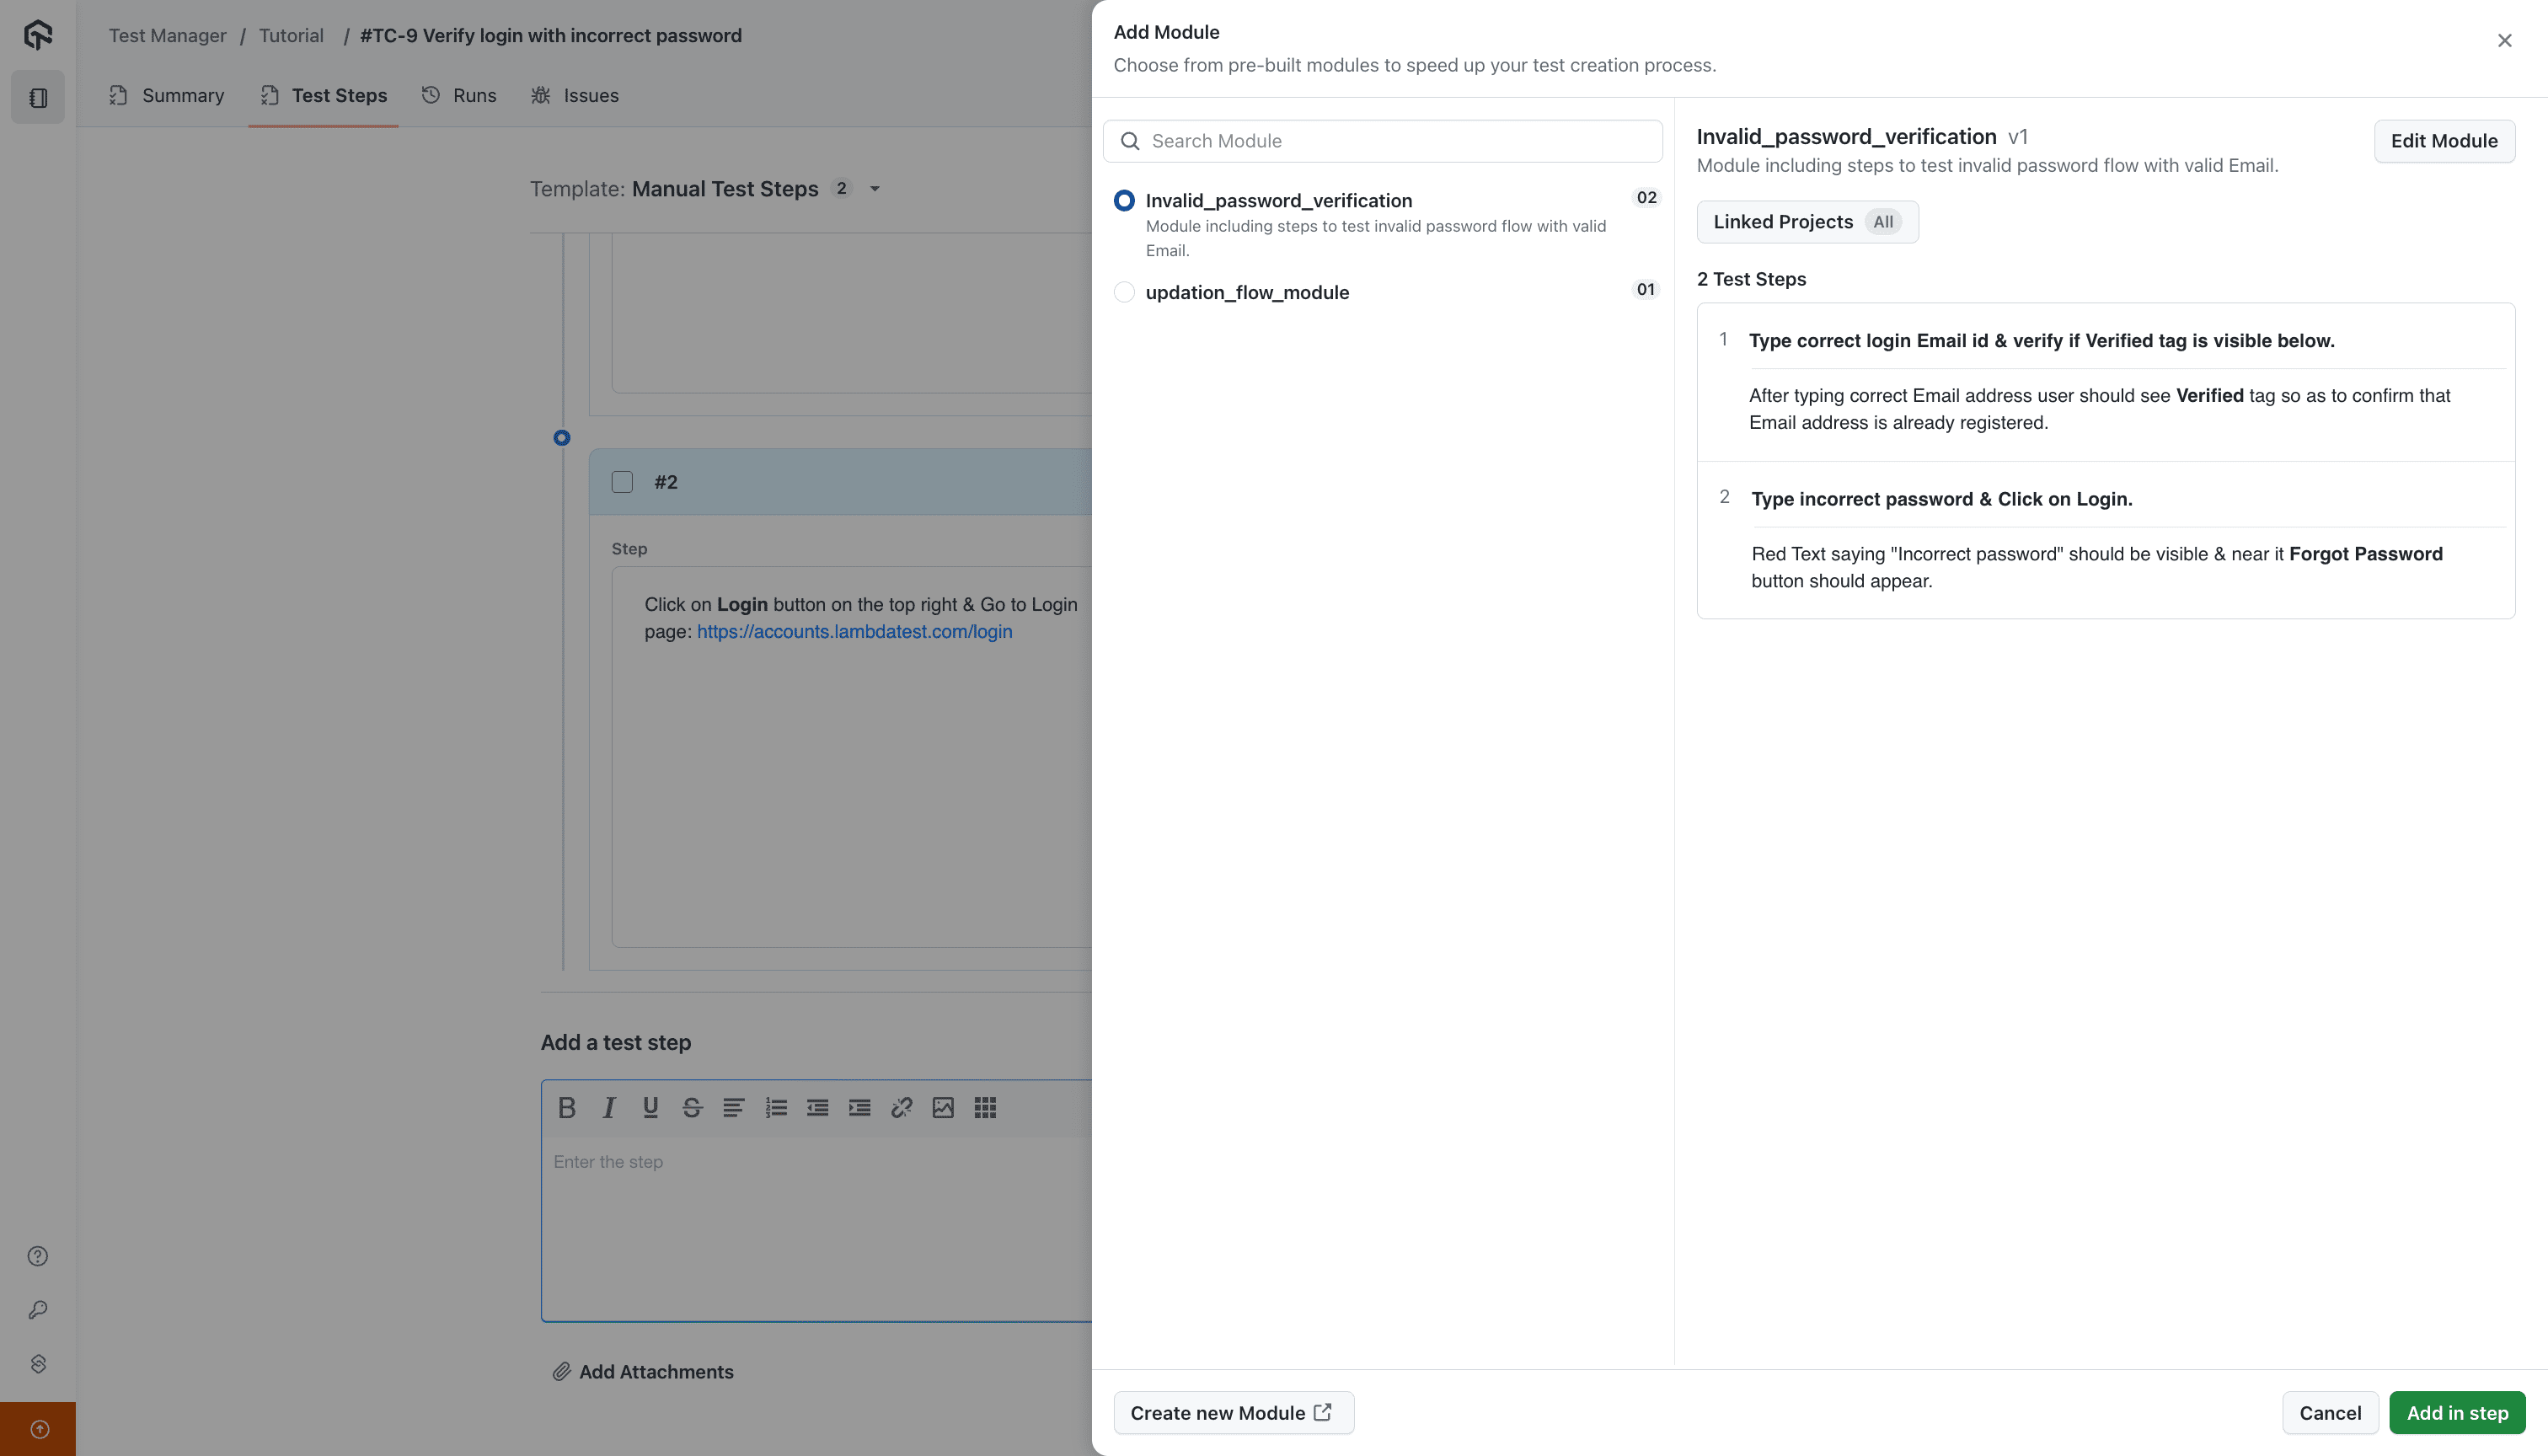 Test Manager / Tutorial / #TC-9 Verify login with incorrect password
Summary
Test Steps
Runs
Issues
Template: Manual Test Steps 2
#2
Step
Click on Login button on the top right & Go to Login
page: https://accounts.lambdatest.com/login
Add a test step
B I U S
Enter the step
Add Attachments
Add Module
Choose from pre-built modules to speed up your test creation process.
Search Module
Invalid_password_verification 02
Module including steps to test invalid password flow with valid
Email.
updation_flow_module 01
Invalid_password_verification v1
Edit Module
Module including steps to test invalid password flow with valid Email.
Linked Projects All
2 Test Steps
1 Type correct login Email id & verify if Verified tag is visible below.
After typing correct Email address user should see Verified tag so as to confirm that
Email address is already registered.
2 Type incorrect password & Click on Login.
Red Text saying "Incorrect password" should be visible & near it Forgot Password
button should appear.
Create new Module
Cancel
Add in step